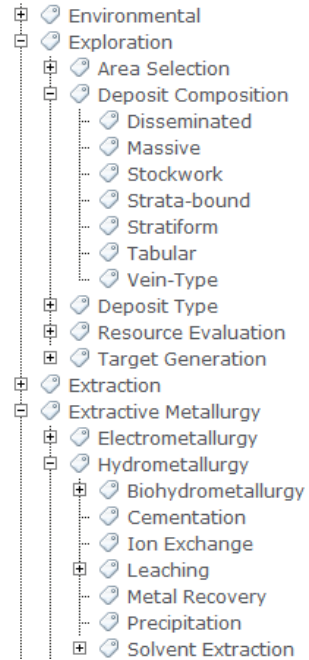 Environmental
Exploration
Area Selection
Deposit Composition
Disseminated
Massive
Stockwork
Strata-bound
Stratiform
Tabular
Vein-Type
Deposit Type
Resource Evaluation
Target Generation
Extraction
Extractive Metallurgy
Electrometallurgy
Hydrometallurgy
Biohydrometallurgy
Cementation
Ion Exchange
Leaching
Metal Recovery
Precipitation
Solvent Extraction